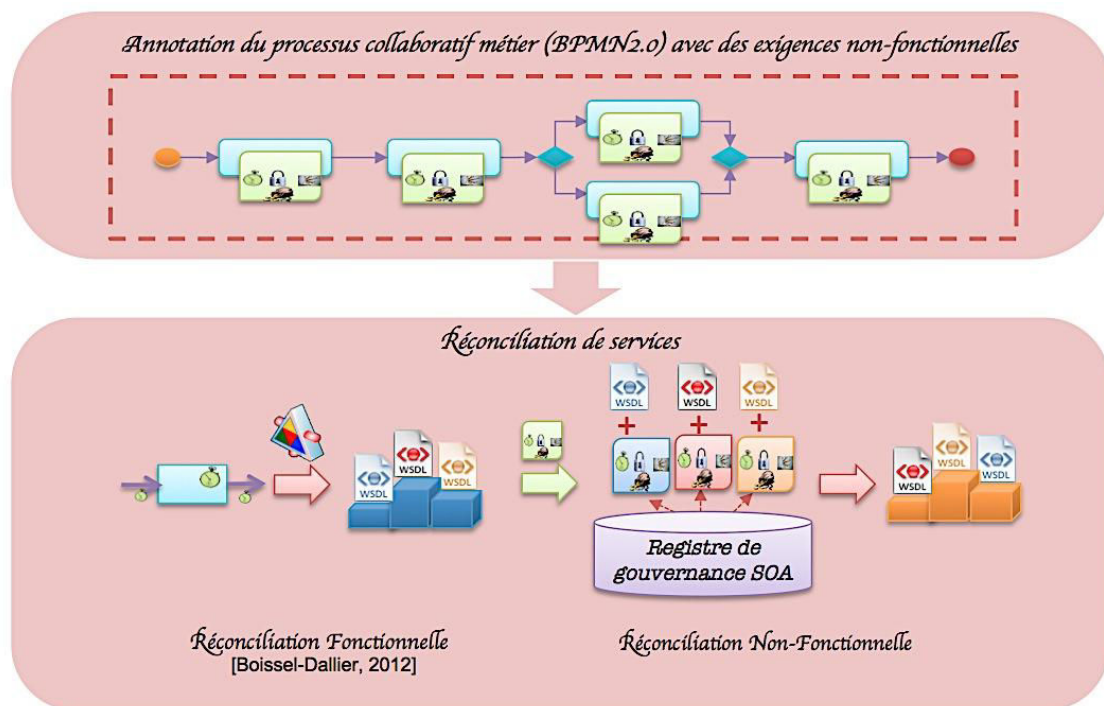 Annotation du processus collaboratif métier (BPMN2.0) avec des exigences non-fonctionnelles
Réconciliation de services
WSDL
WSDL
WSDL
WSDL
WSDL
WSDL
WSDL
WSDL
WSDL
Registre de
gouvernance SOA
Réconciliation Fonctionnelle
[Boissel-Dallier, 2012]
Réconciliation Non-Fonctionnelle